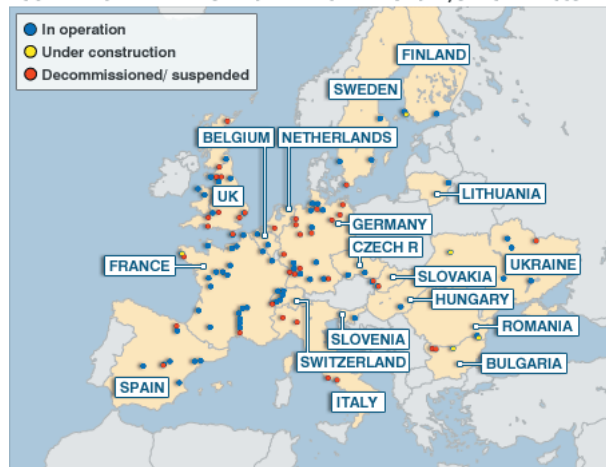 In operation
Under construction
Decommissioned/ suspended
FINLAND
SWEDEN
BELGIUM
NETHERLANDS
LITHUANIA
UK
GERMANY
CZECH R
FRANCE
SLOVAKIA
UKRAINE
HUNGARY
ROMANIA
SLOVENIA
SWITZERLAND
BULGARIA
SPAIN
ITALY